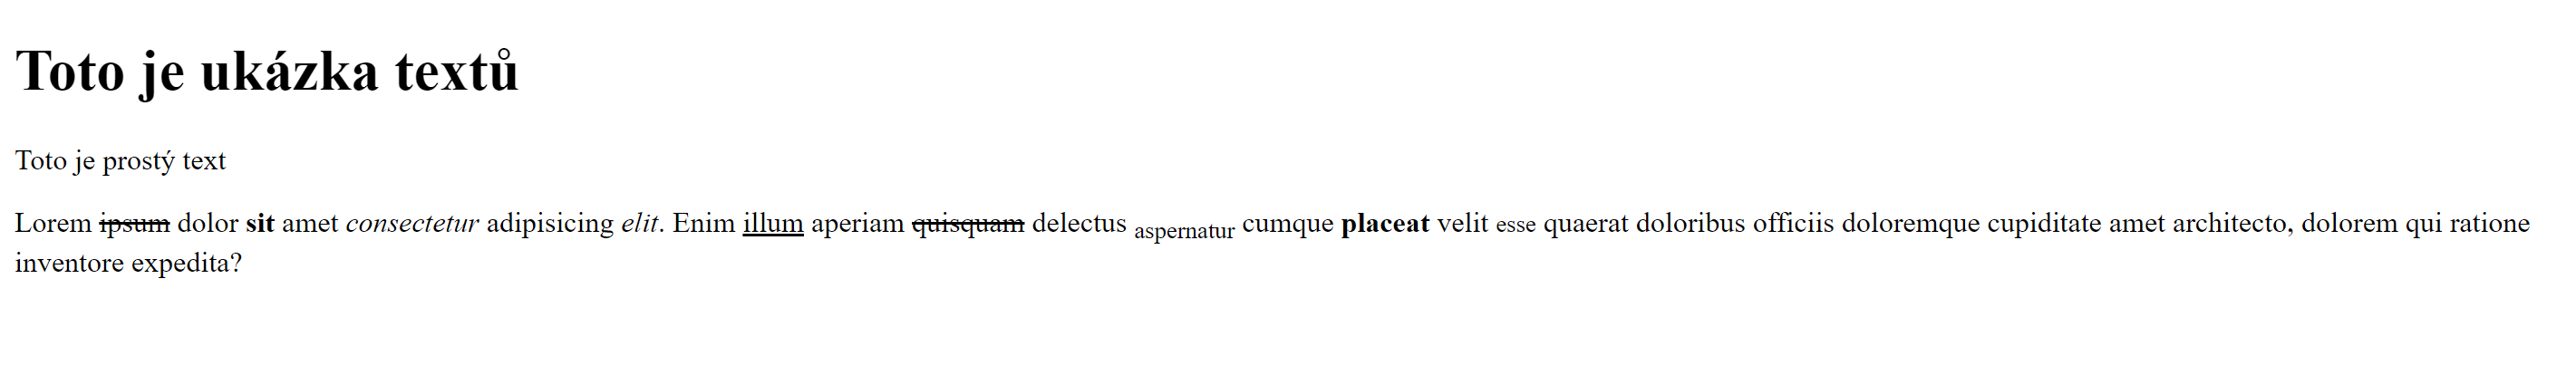 Toto je ukázka textů
Toto je prostý text
Lorem ipsum dolor sit amet consectetur adipisicing elit. Enim illum aperiam quisquam delectus aspernatur cumque placeat velit esse quaerat doloribus officiis doloremque cupiditate amet architecto, dolorem qui ratione
inventore expedita?